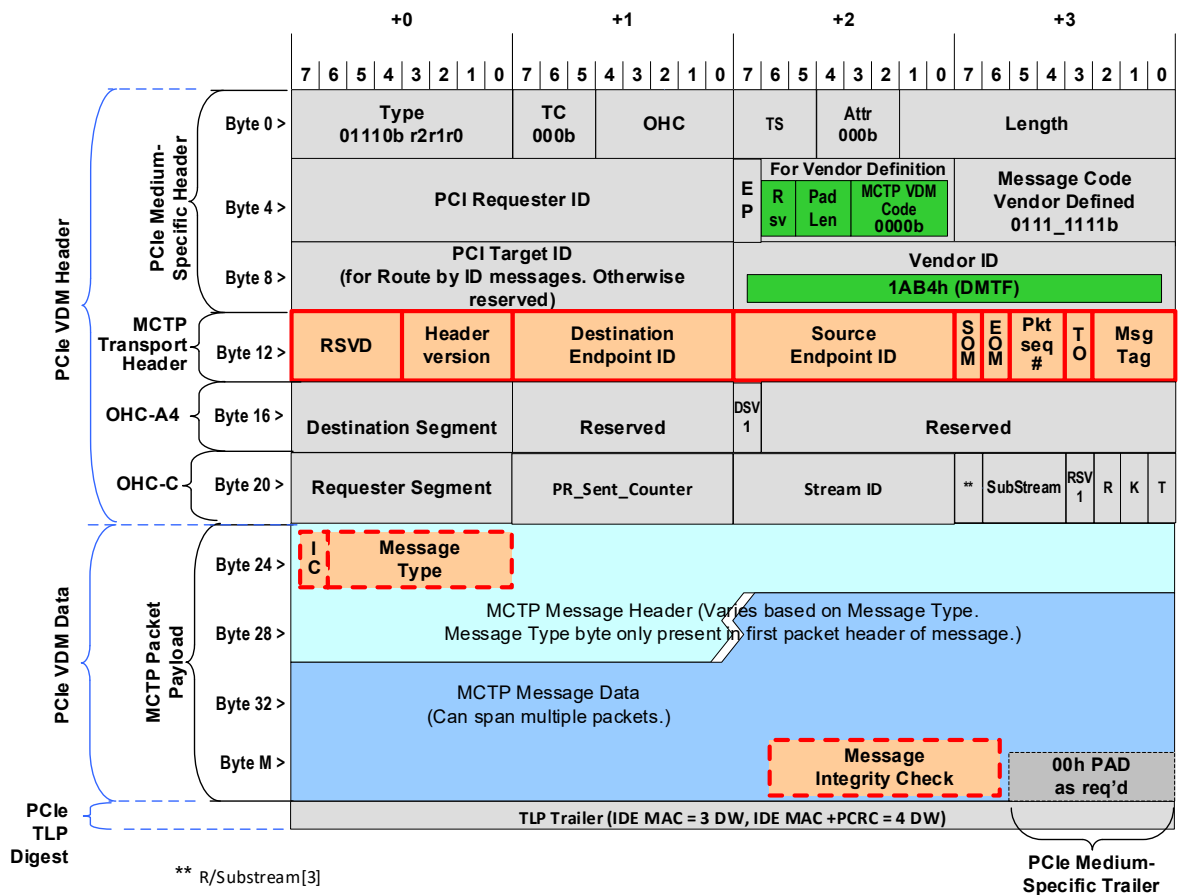 +0 +1 +2 +3
7 6 5 4 3 2 1 0 7 6 5 4 3 2 1 0 7 6 5 4 3 2 1 0 7 6 5 4 3 2 1 0
PCIe VDM Header
PCIe Medium-
Specific Header
Byte 0 >
Type
01110b r2r1r0
TC
000b
OHC
TS
Attr
000b
Length
Byte 4 >
PCI Requester ID
E
P
For Vendor Definition
R
sv
Pad
Len
MCTP VDM
Code
0000b
Message Code
Vendor Defined
0111_1111b
Byte 8 >
PCI Target ID
(for Route by ID messages. Otherwise
reserved)
Vendor ID
1AB4h (DMTF)
MCTP
Transport
Header
Byte 12 >
RSVD
Header
version
Destination
Endpoint ID
Source
Endpoint ID
S
O
M
E
O
M
Pkt
seq
#
T
O
Msg
Tag
OHC-A4
Byte 16 >
Destination Segment
Reserved
DSV
1
Reserved
OHC-C
Byte 20 >
Requester Segment
PR_Sent_Counter
Stream ID
**
SubStream
RSV
1
R
K
T
PCIe VDM Data
MCTP Packet
Payload
Byte 24 >
I
C
Message
Type
Byte 28 >
MCTP Message Header (Varies based on Message Type.
Message Type byte only present in first packet header of message.)
Byte 32 >
MCTP Message Data
(Can span multiple packets.)
Byte M >
Message
Integrity Check
00h PAD
as req'd
PCIe
TLP
Digest
TLP Trailer (IDE MAC = 3 DW, IDE MAC +PCRC = 4 DW)
PCIe Medium-
Specific Trailer
** R/Substream[3]